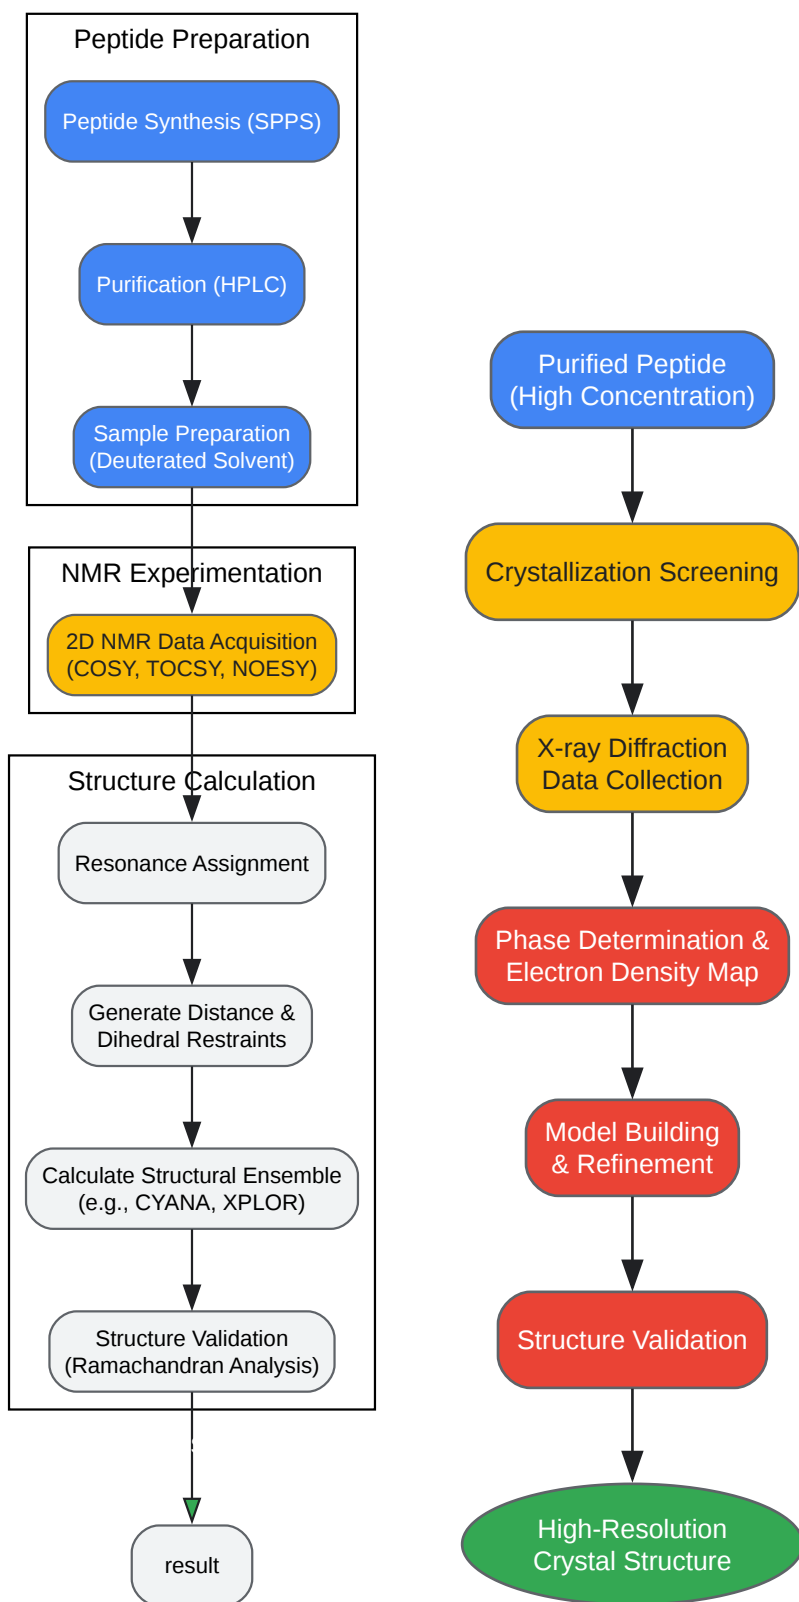 Peptide Preparation
Peptide Synthesis (SPPS)
Purification (HPLC)
Sample Preparation
(Deuterated Solvent)
NMR Experimentation
2D NMR Data Acquisition
(COSY, TOCSY, NOESY)
Structure Calculation
Resonance Assignment
Generate Distance &
Dihedral Restraints
Calculate Structural Ensemble
(e.g., CYANA, XPLOR)
Structure Validation
(Ramachandran Analysis)
result
Purified Peptide
(High Concentration)
Crystallization Screening
X-ray Diffraction
Data Collection
Phase Determination &
Electron Density Map
Model Building
& Refinement
Structure Validation
High-Resolution
Crystal Structure